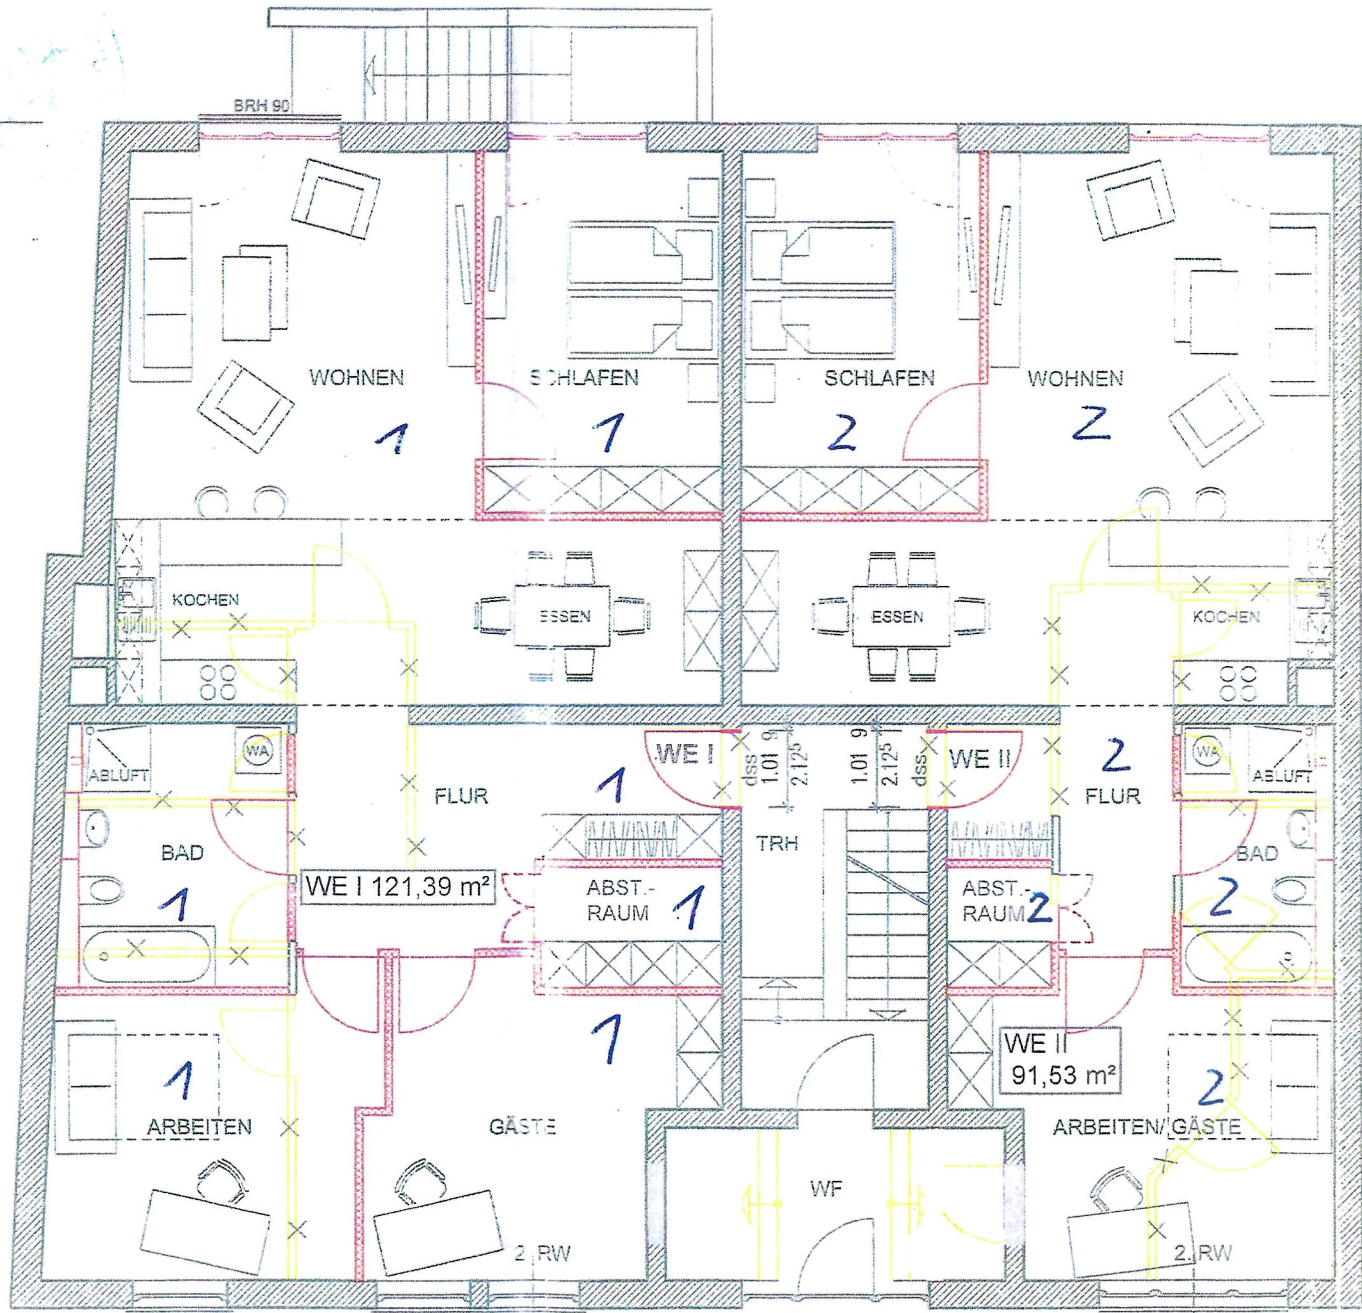 BRH 90
WOHNEN
1
SCHLAFEN
1
SCHLAFEN
2
WOHNEN
2
KOCHEN
ESSEN
ESSEN
KOCHEN
ABLUFT
WA
WE I
dss
1.01
2.125
9
1.01
2.125
9
dss
WE II
2
FLUR
WA
ABLUFT
FLUR
1
BAD
1
WE I 121,39 m²
ABST.-
RAUM
1
TRH
ABST.-
RAUM
2
BAD
2
1
ARBEITEN
1
GÄSTE
WE II
91,53 m²
2
ARBEITEN/GÄSTE
WF
2. RW
2. RW